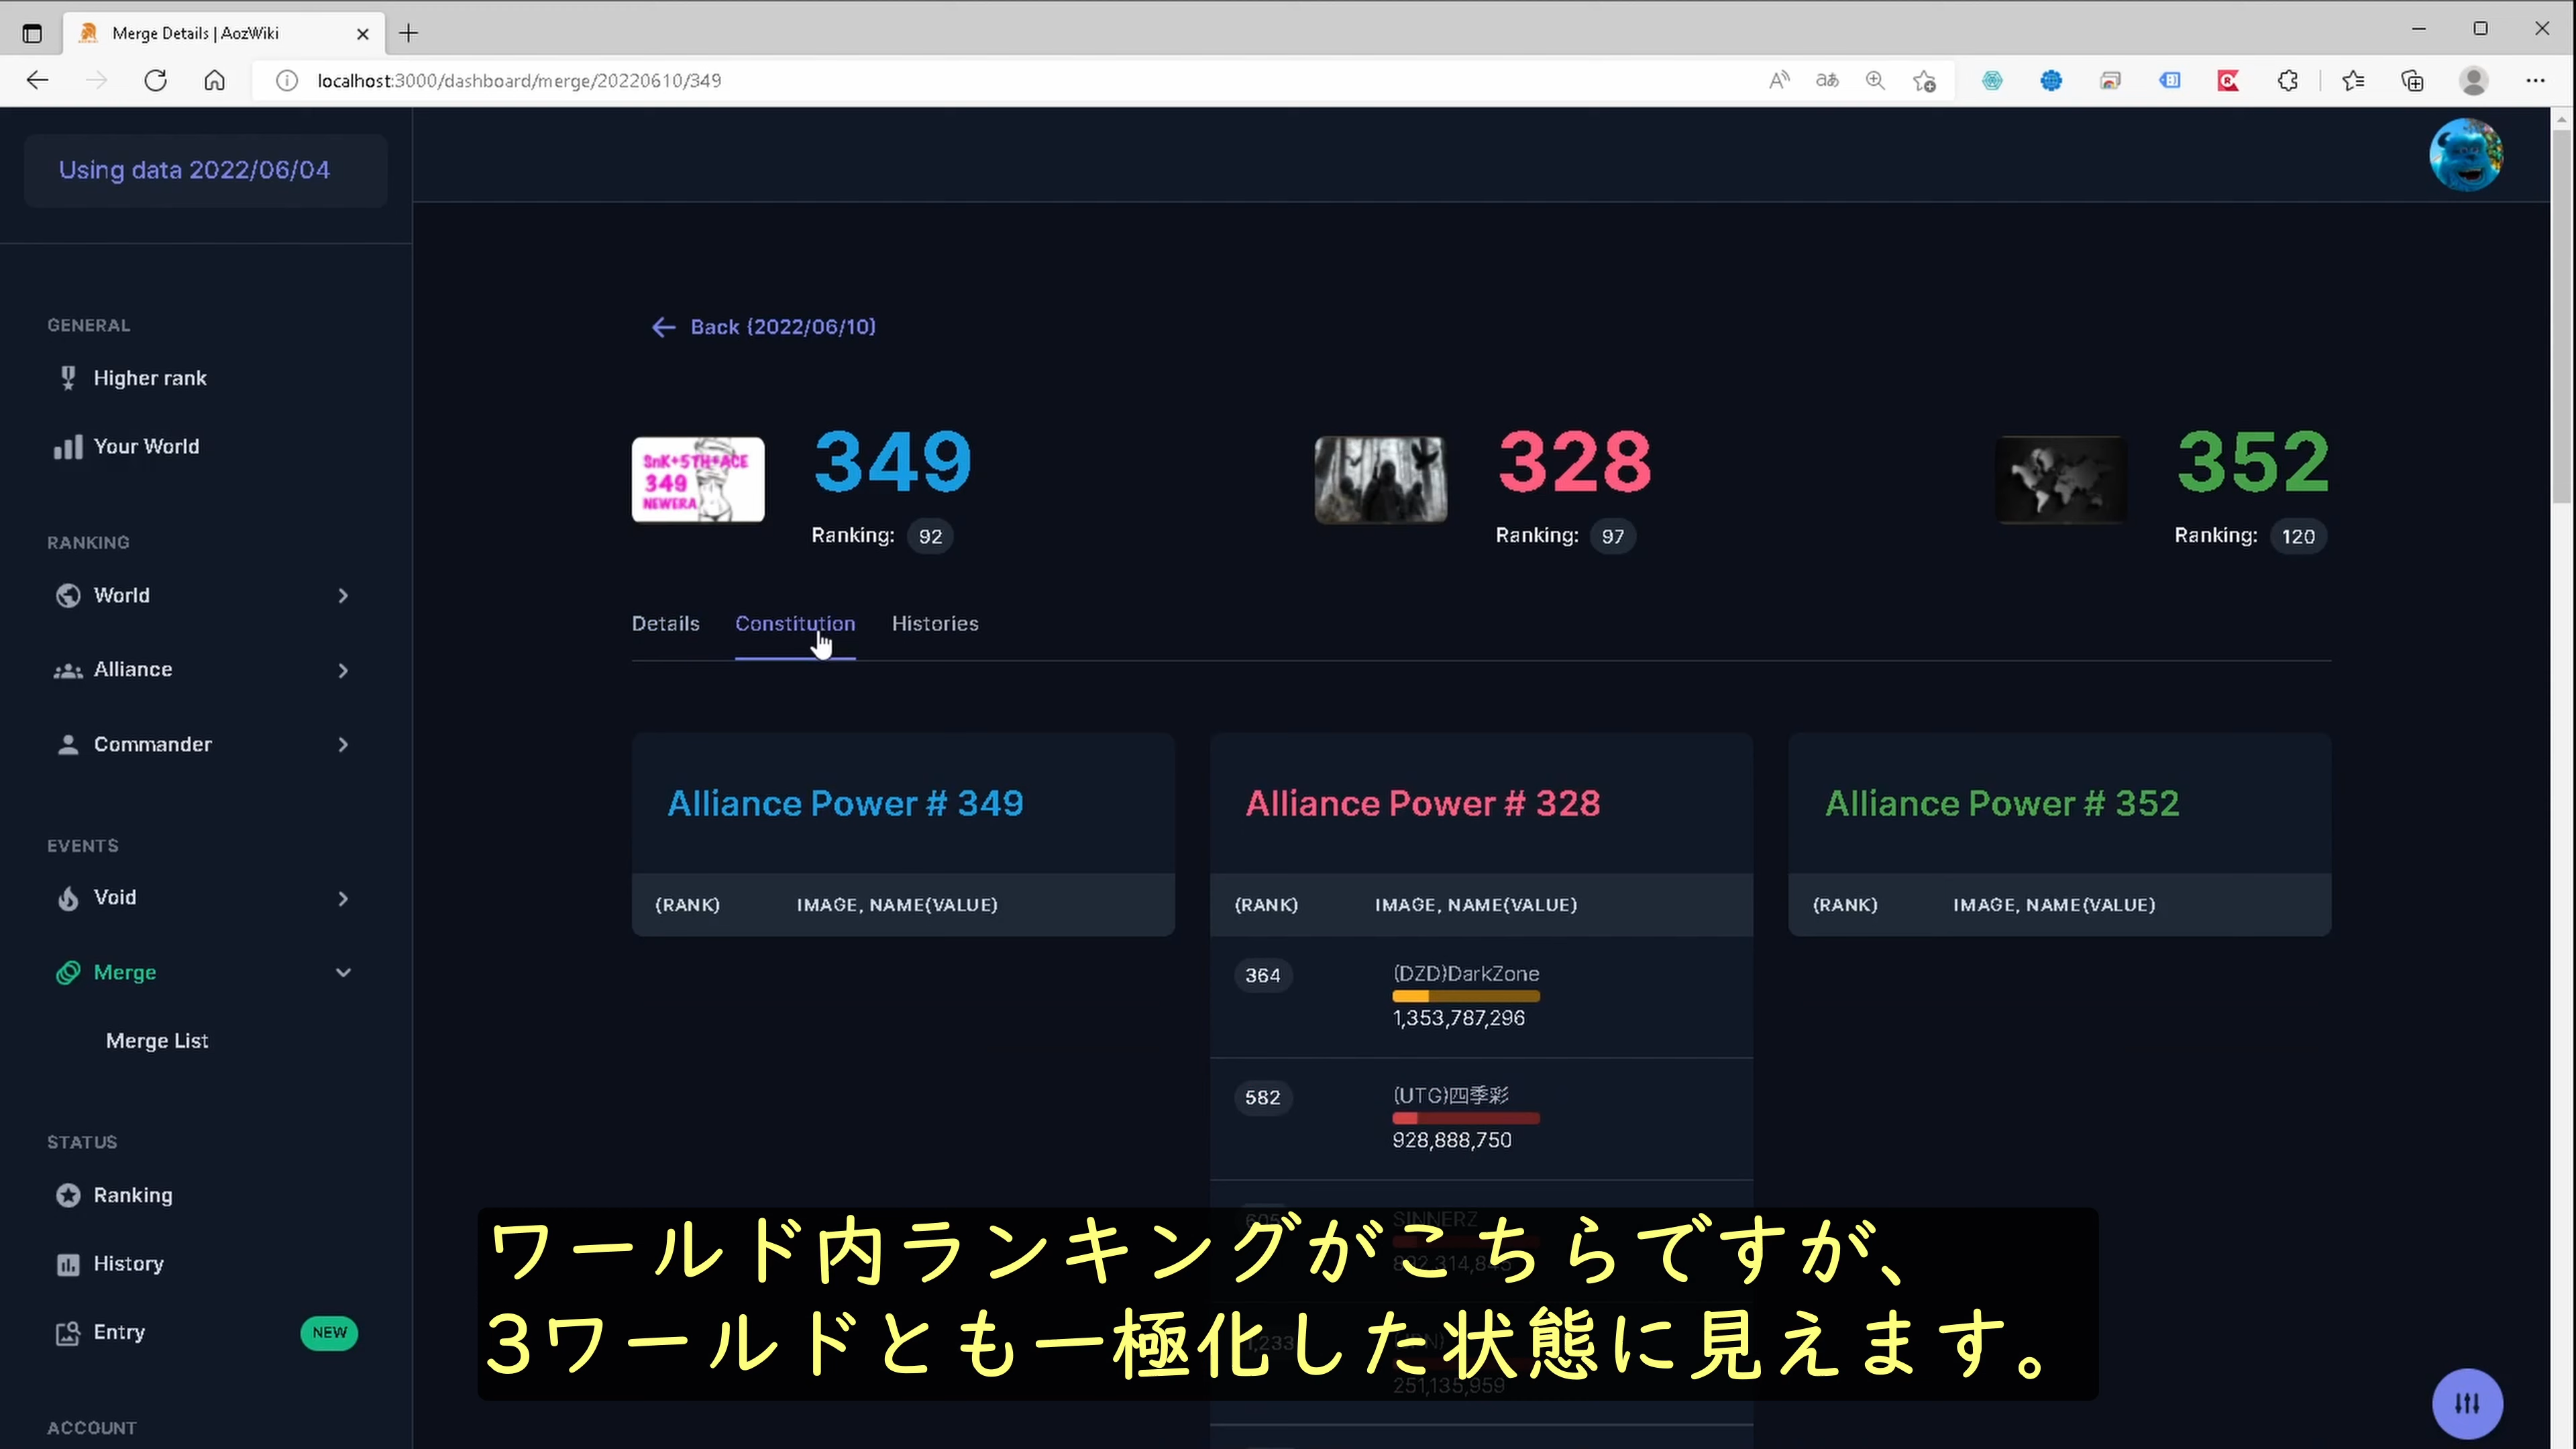 Merge Details | AozWiki
localhost:3000/dashboard/merge/20220610/349
Using data 2022/06/04
GENERAL
Higher rank
Your World
RANKING
World
Alliance
Commander
EVENTS
Void
Merge
Merge List
STATUS
Ranking
History
Entry
NEW
ACCOUNT
Back (2022/06/10)
SnK+5TH+ACE
349
NEWERA
349
Ranking: 92
328
Ranking: 97
352
Ranking: 120
Details Constitution Histories
Alliance Power # 349
(RANK) IMAGE, NAME(VALUE)
Alliance Power # 328
(RANK) IMAGE, NAME(VALUE)
364 (DZD)DarkZone
1,353,787,296
582 (UTG)四季彩
928,888,750
SINNERZ
251,135,959
Alliance Power # 352
(RANK) IMAGE, NAME(VALUE)
ワールド内ランキングがこちらですが、
3ワールドとも一極化した状態に見えます。